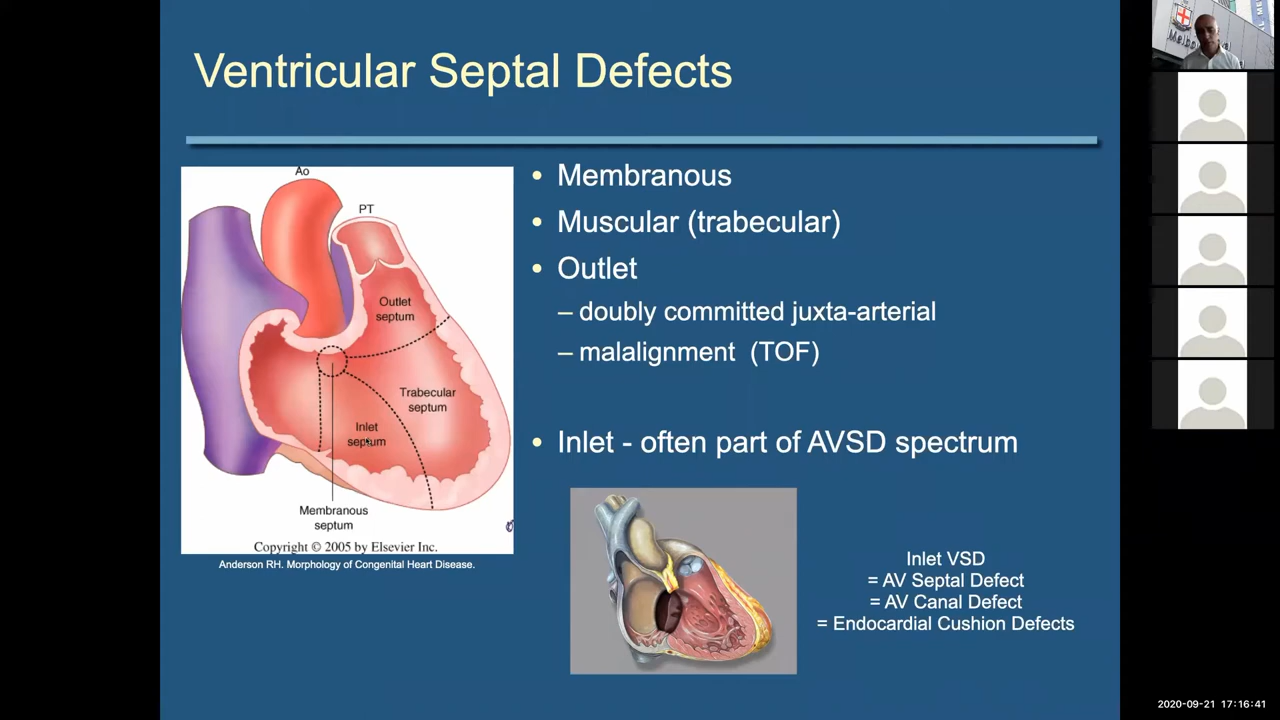 Ventricular Septal Defects
Ao
PT
Outlet
septum
Trabecular
septum
Inlet
septum
Membranous
septum
Copyright © 2005 by Elsevier Inc.
Anderson RH. Morphology of Congenital Heart Disease.
• Membranous
• Muscular (trabecular)
• Outlet
– doubly committed juxta-arterial
– malalignment (TOF)
• Inlet - often part of AVSD spectrum
Inlet VSD
= AV Septal Defect
= AV Canal Defect
= Endocardial Cushion Defects
2020-09-21 17:16:41